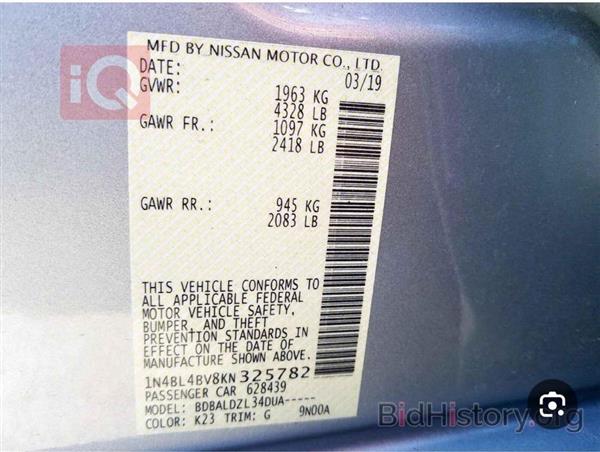 iQ
MFD BY NISSAN MOTOR CO., LTD.
DATE: 03/19
GVWR: 1963 KG
4328 LB
GAWR FR.: 1097 KG
2418 LB
GAWR RR.: 945 KG
2083 LB
THIS VEHICLE CONFORMS TO
ALL APPLICABLE FEDERAL
MOTOR VEHICLE SAFETY,
BUMPER, AND THEFT
PREVENTION STANDARDS IN
EFFECT ON THE DATE OF
MANUFACTURE SHOWN ABOVE.
1N4BL4BV8KN325782
PASSENGER CAR 628439
MODEL: BDBALDZL34DUA-----
COLOR: K23 TRIM: G 9N00A
BidHistory.org